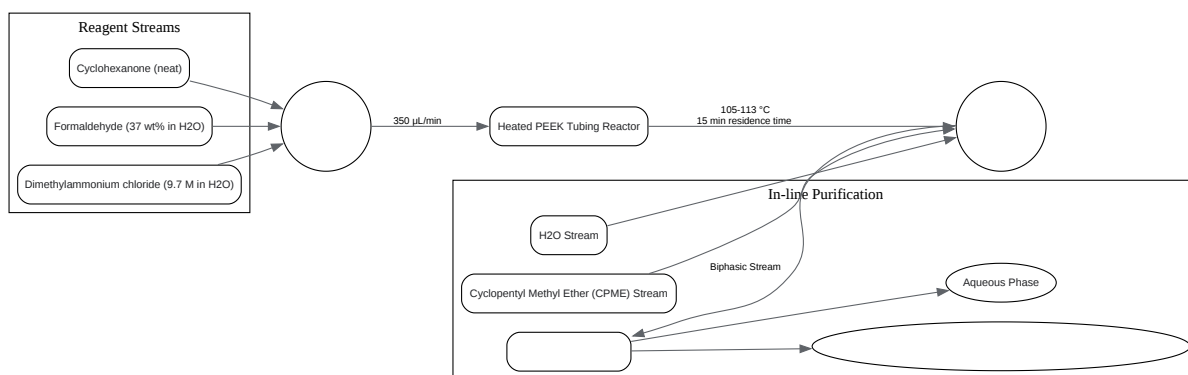 Reagent Streams
Cyclohexanone (neat)
Formaldehyde (37 wt% in H2O)
Dimethylammonium chloride (9.7 M in H2O)
350 μL/min
Heated PEEK Tubing Reactor
105-113 °C
15 min residence time
In-line Purification
H2O Stream
Cyclopentyl Methyl Ether (CPME) Stream
Biphasic Stream
Aqueous Phase